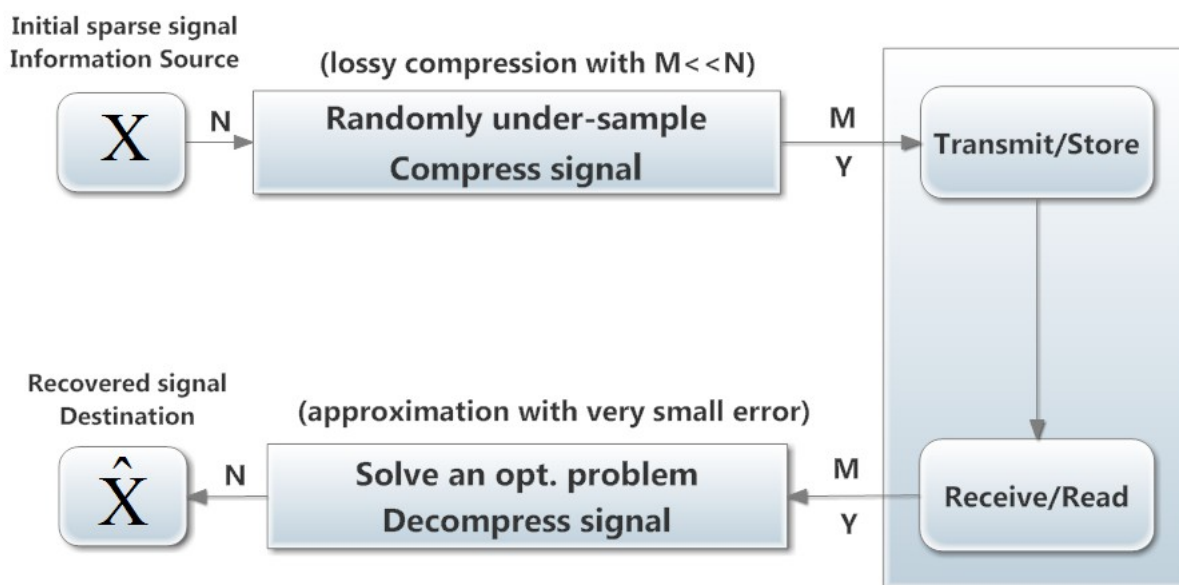 Initial sparse signal
Information Source
(lossy compression with M<<N)
X
N
Randomly under-sample
Compress signal
M
Y
Transmit/Store
Recovered signal
Destination
(approximation with very small error)
X̂
N
Solve an opt. problem
Decompress signal
M
Y
Receive/Read